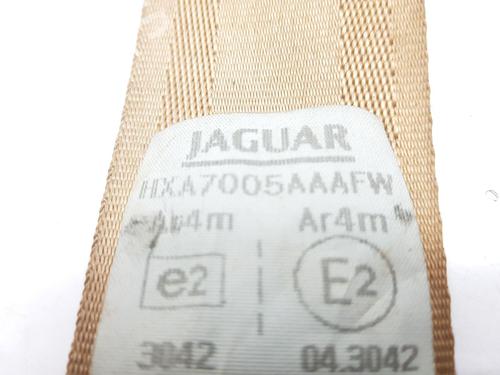 JAGUAR
HXA7005AAAFW
Ar4m Ar4m
e2 E2
3042 04.3042